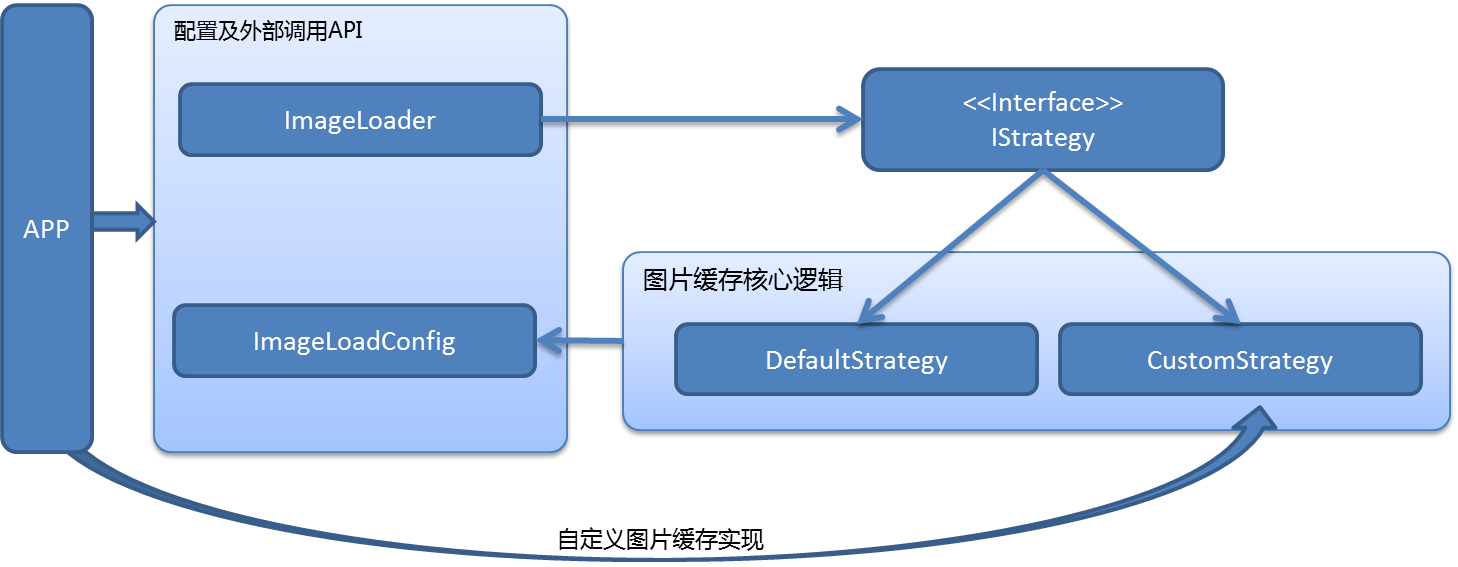 配置及外部调用API
ImageLoader
<<Interface>>
IStrategy
APP
图片缓存核心逻辑
ImageLoadConfig
DefaultStrategy
CustomStrategy
自定义图片缓存实现